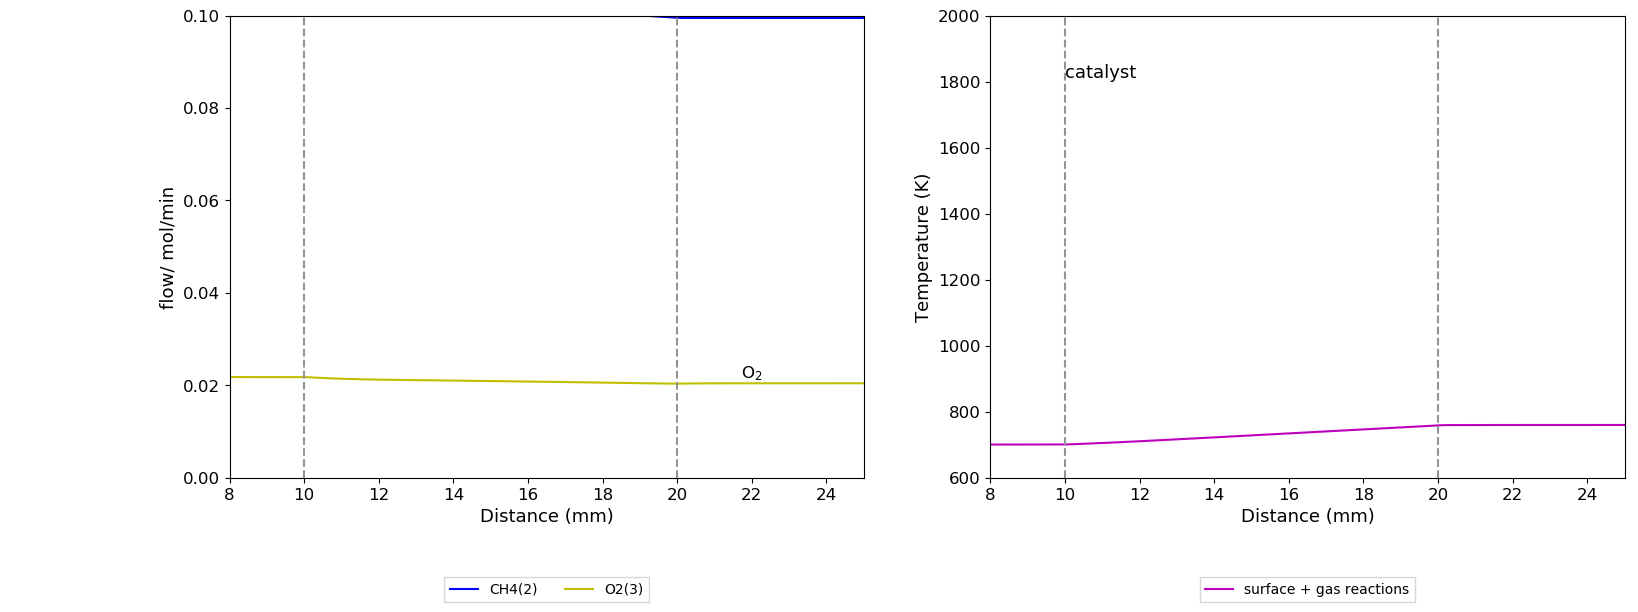 0.10
0.08
0.06
0.04
0.02
0.00
flow/ mol/min
O₂
8 10 12 14 16 18 20 22 24
Distance (mm)
CH4(2) O2(3)
2000
1800
1600
1400
1200
1000
800
600
Temperature (K)
catalyst
8 10 12 14 16 18 20 22 24
Distance (mm)
surface + gas reactions